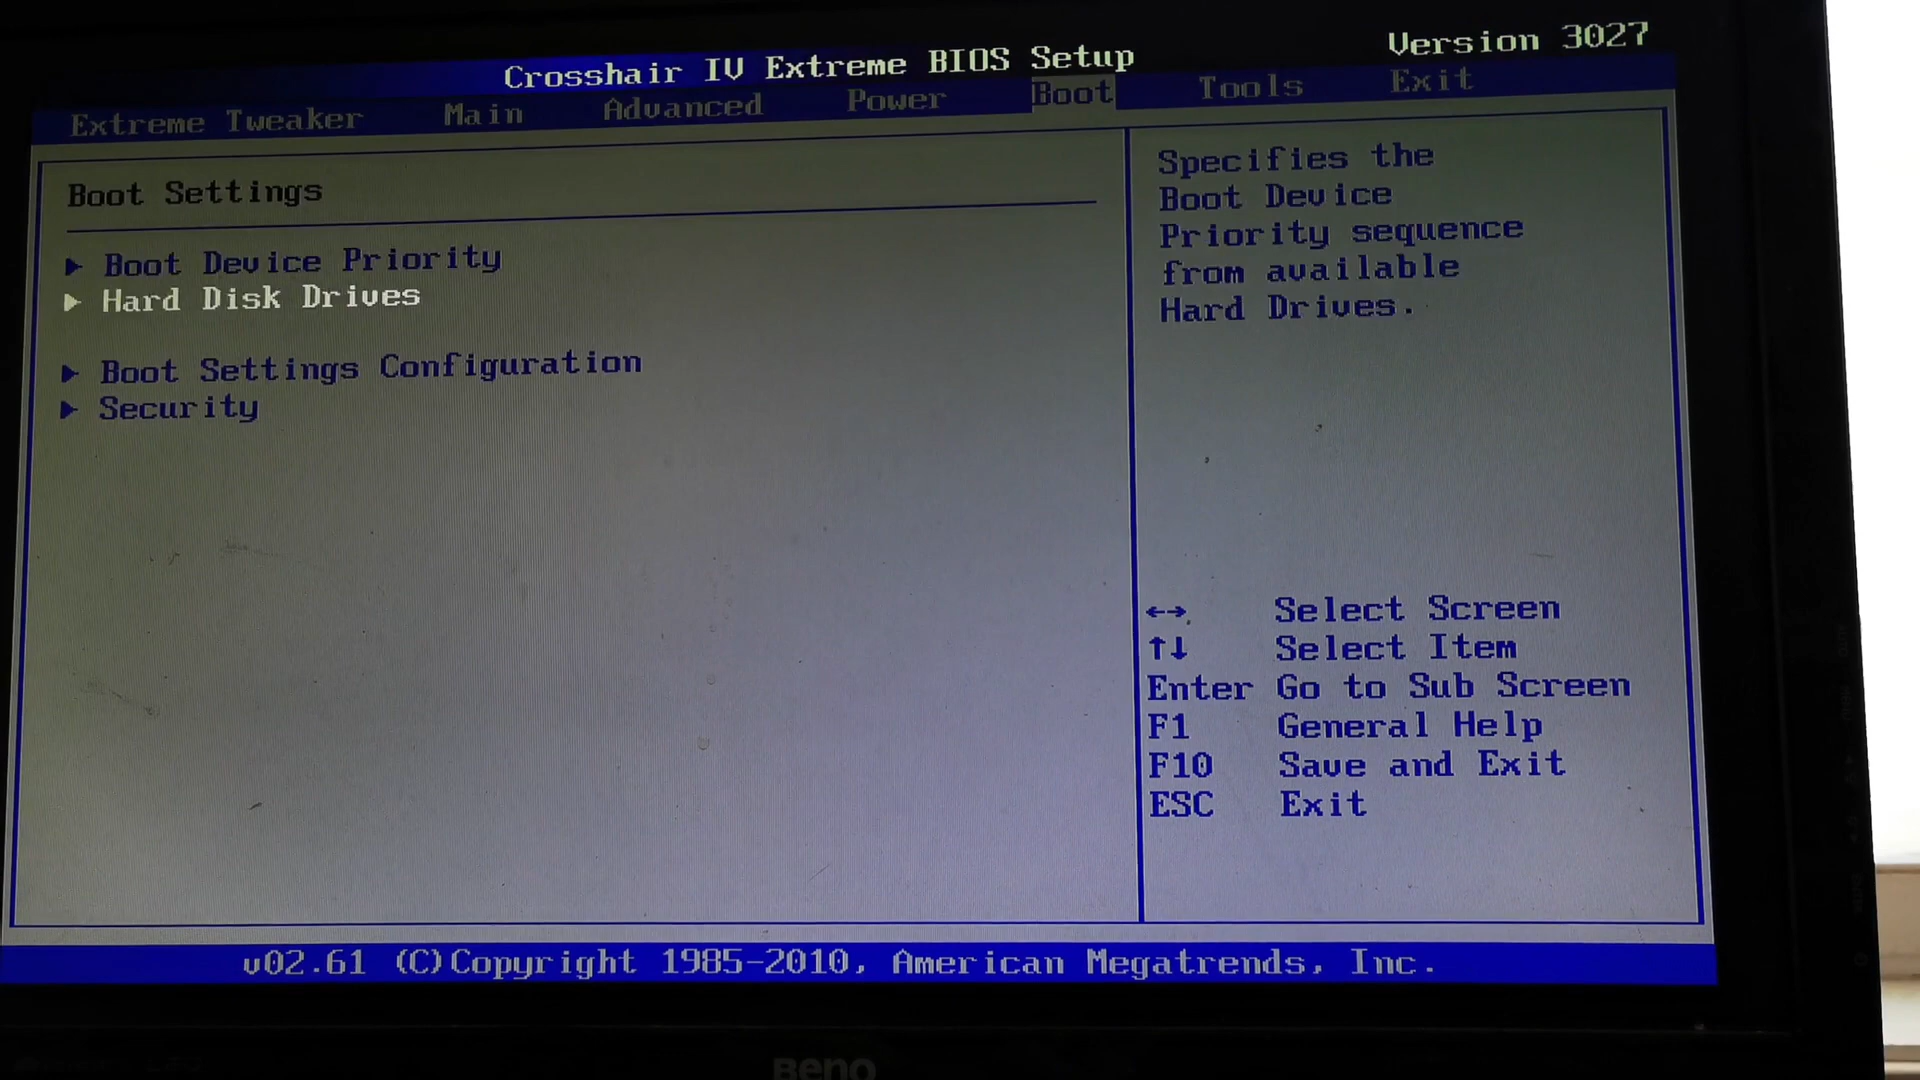 Crosshair IV Extreme BIOS Setup
Version 3027
Extreme Tweaker Main Advanced Power Boot Tools Exit
Boot Settings
Boot Device Priority
Hard Disk Drives
Boot Settings Configuration
Security
Specifies the
Boot Device
Priority sequence
from available
Hard Drives.
←→ Select Screen
↑↓ Select Item
Enter Go to Sub Screen
F1 General Help
F10 Save and Exit
ESC Exit
v02.61 (C)Copyright 1985-2010, American Megatrends, Inc.
BenQ